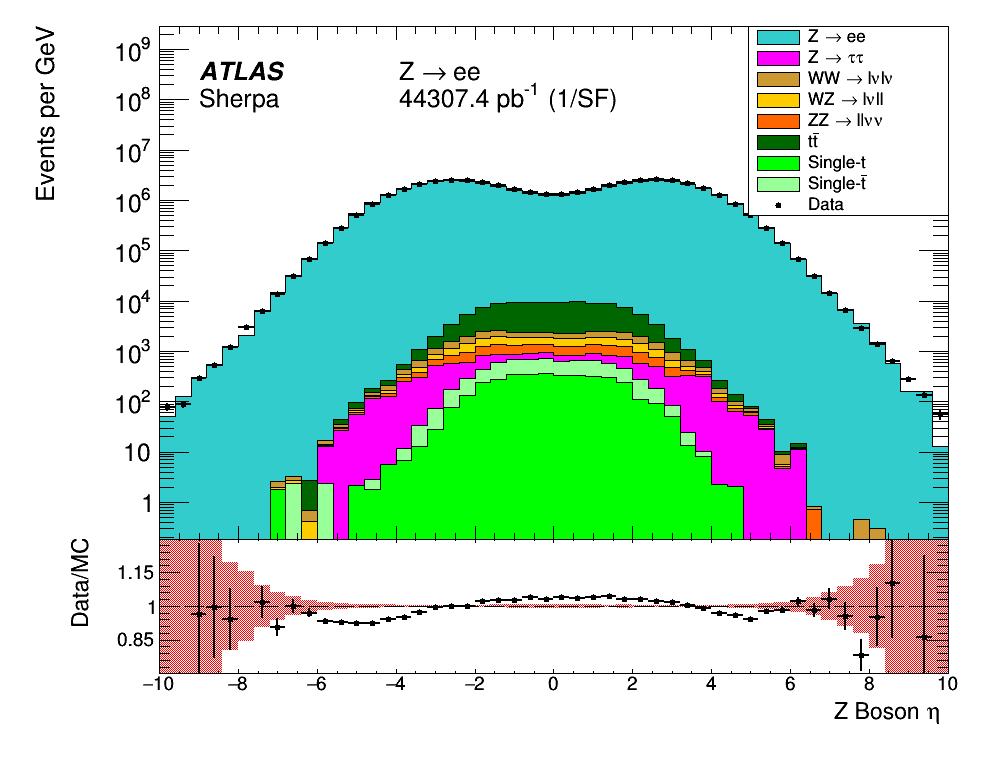 Events per GeV
10⁹
10⁸
10⁷
10⁶
10⁵
10⁴
10³
10²
10
1
ATLAS
Sherpa
Z → ee
44307.4 pb⁻¹ (1/SF)
Z → ee
Z → ττ
WW → lνlν
WZ → lνll
ZZ → llνν
tt̄
Single-t
Single-t̄
Data
Data/MC
1.15
1
0.85
−10 −8 −6 −4 −2 0 2 4 6 8 10
Z Boson η